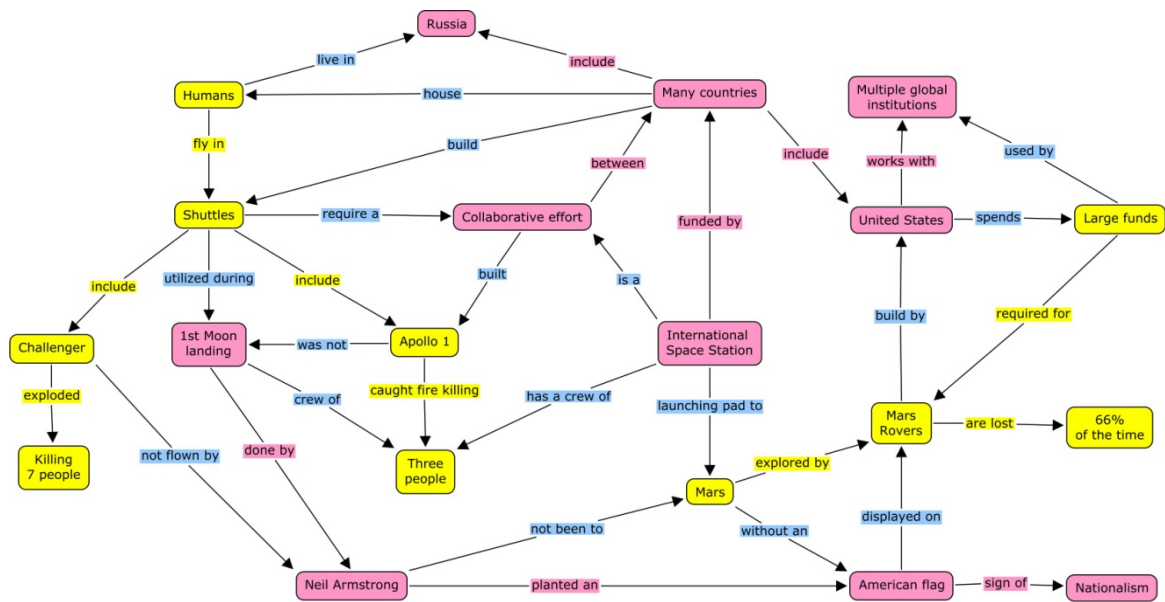 Russia
live in
include
Humans
house
Many countries
Multiple global
institutions
fly in
build
between
include
works with
used by
Shuttles
require a
Collaborative effort
funded by
United States
spends
Large funds
include
utilized during
include
built
is a
build by
required for
Challenger
1st Moon
landing
was not
Apollo 1
International
Space Station
exploded
crew of
caught fire killing
has a crew of
launching pad to
Mars
Rovers
are lost
66%
of the time
Killing
7 people
not flown by
done by
Three
people
explored by
Mars
not been to
without an
displayed on
Neil Armstrong
planted an
American flag
sign of
Nationalism